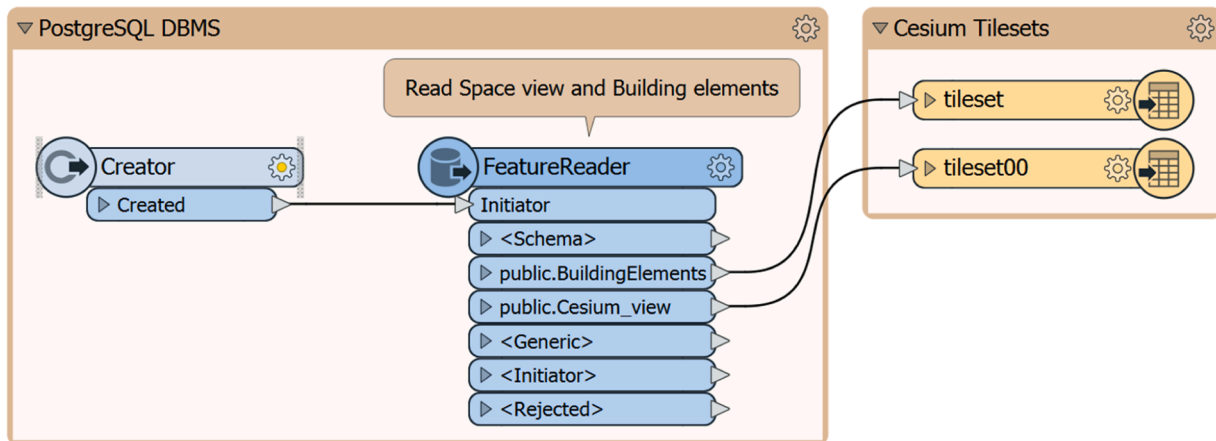 PostgreSQL DBMS
Read Space view and Building elements
Creator
Created
FeatureReader
Initiator
<Schema>
public.BuildingElements
public.Cesium_view
<Generic>
<Initiator>
<Rejected>
Cesium Tilesets
tileset
tileset00